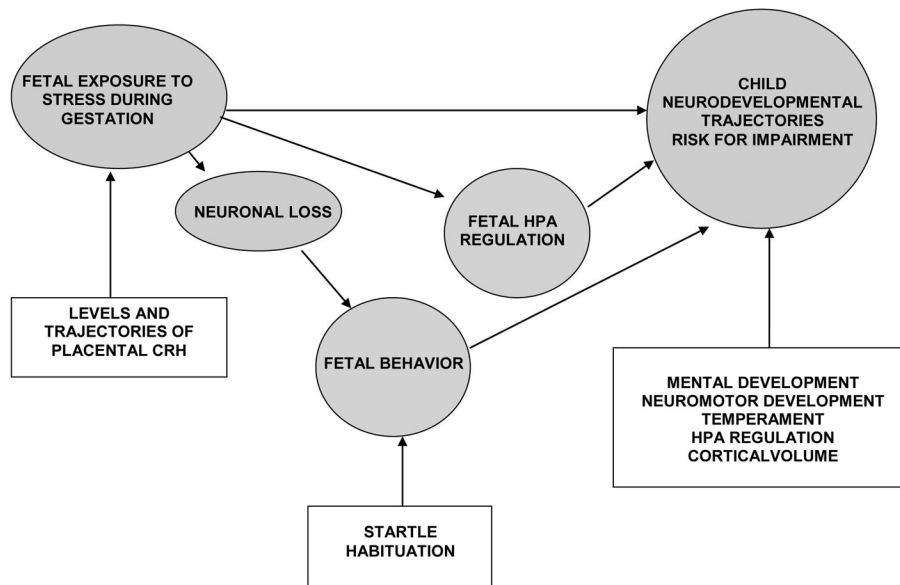 FETAL EXPOSURE TO
STRESS DURING
GESTATION
CHILD
NEURODEVELOPMENTAL
TRAJECTORIES
RISK FOR IMPAIRMENT
NEURONAL LOSS
FETAL HPA
REGULATION
LEVELS AND
TRAJECTORIES OF
PLACENTAL CRH
FETAL BEHAVIOR
MENTAL DEVELOPMENT
NEUROMOTOR DEVELOPMENT
TEMPERAMENT
HPA REGULATION
CORTICALVOLUME
STARTLE
HABITUATION